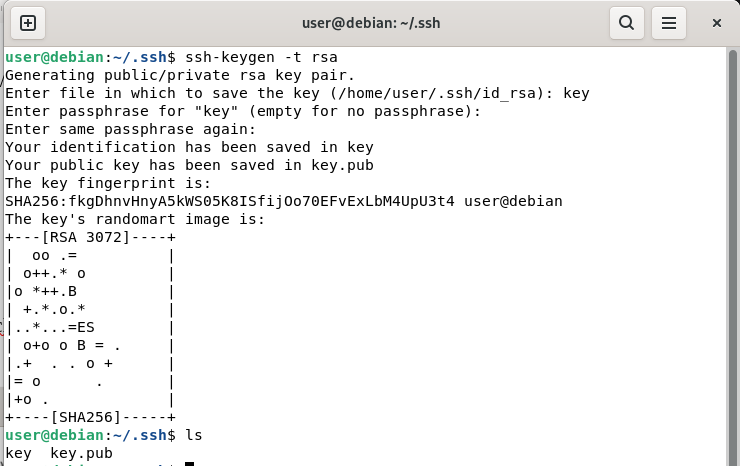 user@debian: ~/.ssh
user@debian:~/.ssh$ ssh-keygen -t rsa
Generating public/private rsa key pair.
Enter file in which to save the key (/home/user/.ssh/id_rsa): key
Enter passphrase for "key" (empty for no passphrase):
Enter same passphrase again:
Your identification has been saved in key
Your public key has been saved in key.pub
The key fingerprint is:
SHA256:fkgDhnvHnyA5kWS05K8ISfijOo70EFvExLbM4UpU3t4 user@debian
The key's randomart image is:
+---[RSA 3072]----+
|  oo .=          |
| o++.* o         |
|o *++.B          |
| +.*.o.*         |
|..*...=ES        |
| o+o o B = .     |
|.+  . . o +      |
|= o      .       |
|+o .             |
+----[SHA256]-----+
user@debian:~/.ssh$ ls
key  key.pub